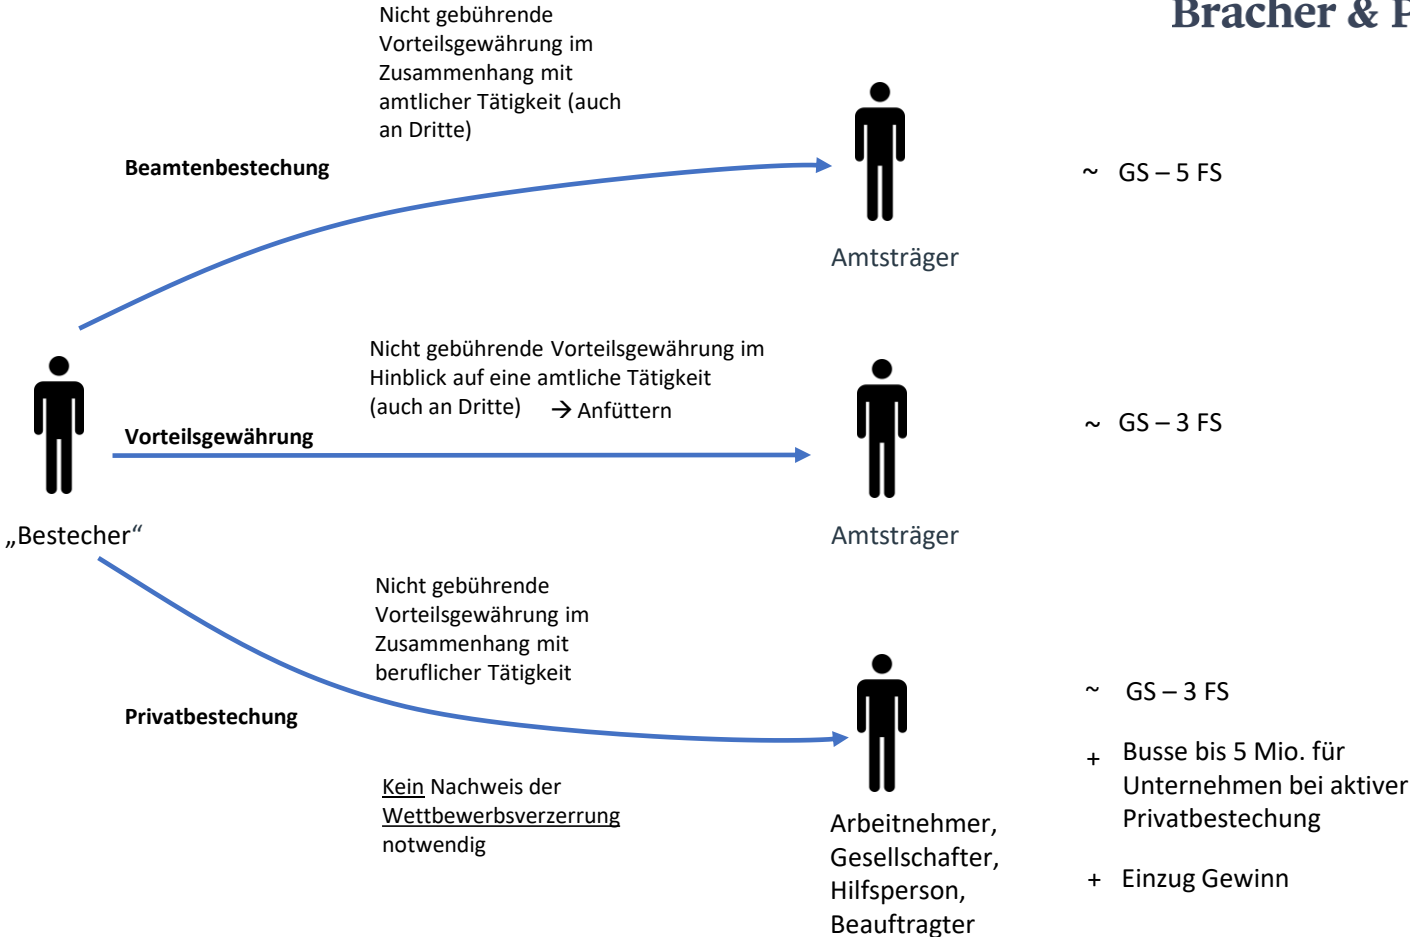 Bracher & P
Nicht gebührende
Vorteilsgewährung im
Zusammenhang mit
amtlicher Tätigkeit (auch
an Dritte)
Beamtenbestechung
~ GS – 5 FS
Amtsträger
Nicht gebührende Vorteilsgewährung im
Hinblick auf eine amtliche Tätigkeit
(auch an Dritte) → Anfüttern
Vorteilsgewährung
~ GS – 3 FS
„Bestecher“
Amtsträger
Nicht gebührende
Vorteilsgewährung im
Zusammenhang mit
beruflicher Tätigkeit
Privatbestechung
Kein Nachweis der
Wettbewerbsverzerrung
notwendig
Arbeitnehmer,
Gesellschafter,
Hilfsperson,
Beauftragter
~ GS – 3 FS
+ Busse bis 5 Mio. für
Unternehmen bei aktiver
Privatbestechung
+ Einzug Gewinn